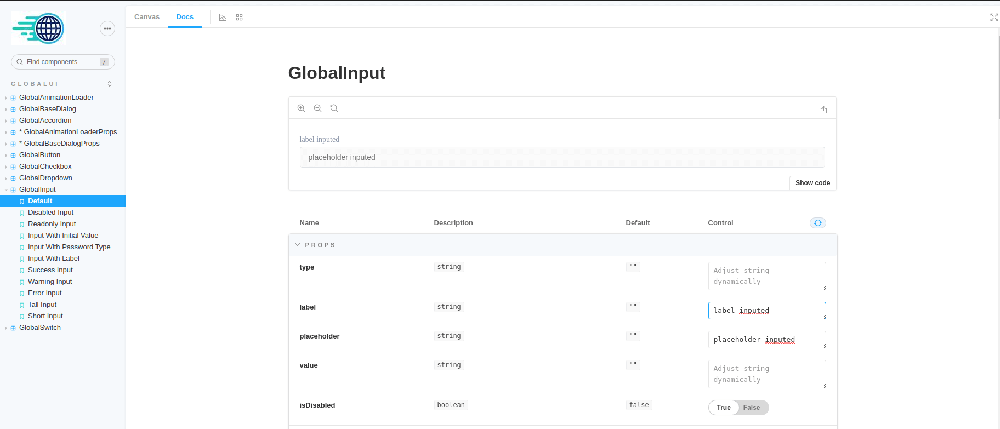 Canvas Docs
Find components /
GLOBALUI
GlobalAnimationLoader
GlobalBaseDialog
GlobalAccordion
* GlobalAnimationLoaderProps
* GlobalBaseDialogProps
GlobalButton
GlobalCheckbox
GlobalDropdown
GlobalInput
Default
Disabled Input
Readonly Input
Input With Initial Value
Input With Password Type
Input With Label
Success Input
Warning Input
Error Input
Tall Input
Short Input
GlobalSwitch
GlobalInput
label inputed
placeholder inputed
Show code
Name Description Default Control
PROPS
type string "" Adjust string
dynamically
label string "" label inputed
placeholder string "" placeholder inputed
value string "" Adjust string
dynamically
isDisabled boolean false True False